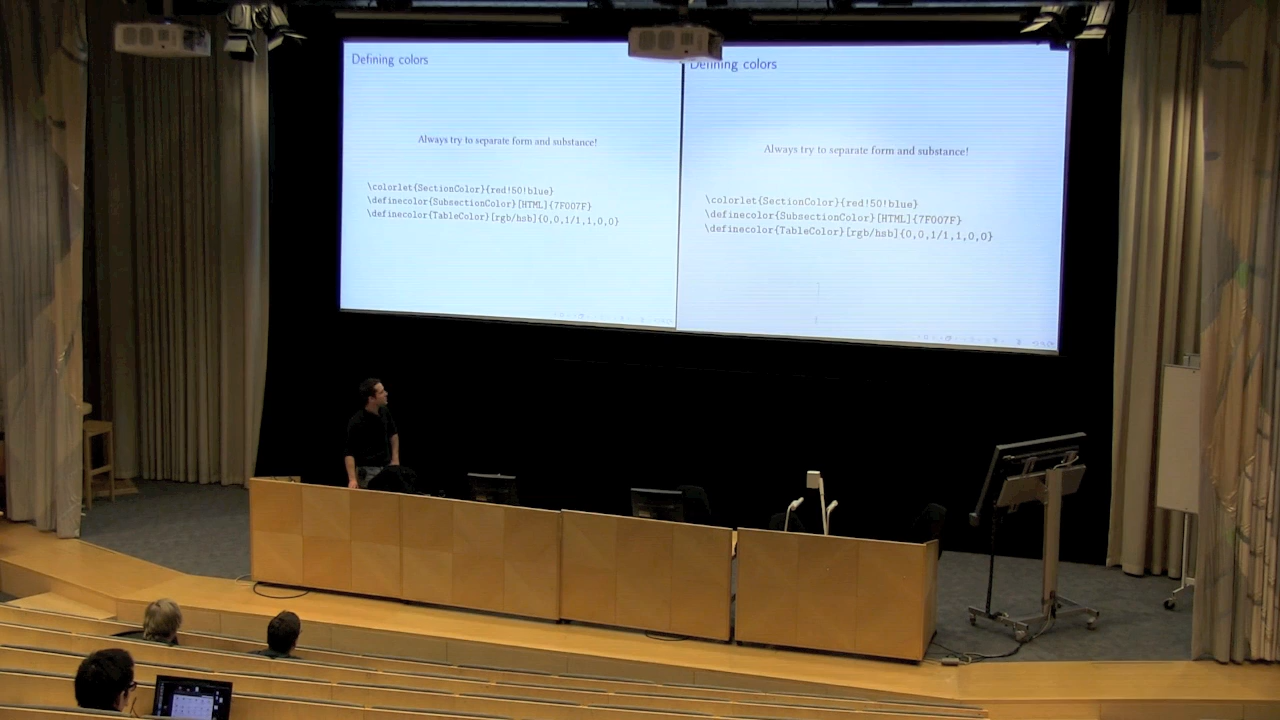 Defining colors
Always try to separate form and substance!
\colorlet{SectionColor}{red!50!blue}
\definecolor{SubsectionColor}[HTML]{7F007F}
\definecolor{TableColor}[rgb/hsb]{0,0,1/1,1,0,0}
Defining colors
Always try to separate form and substance!
\colorlet{SectionColor}{red!50!blue}
\definecolor{SubsectionColor}[HTML]{7F007F}
\definecolor{TableColor}[rgb/hsb]{0,0,1/1,1,0,0}